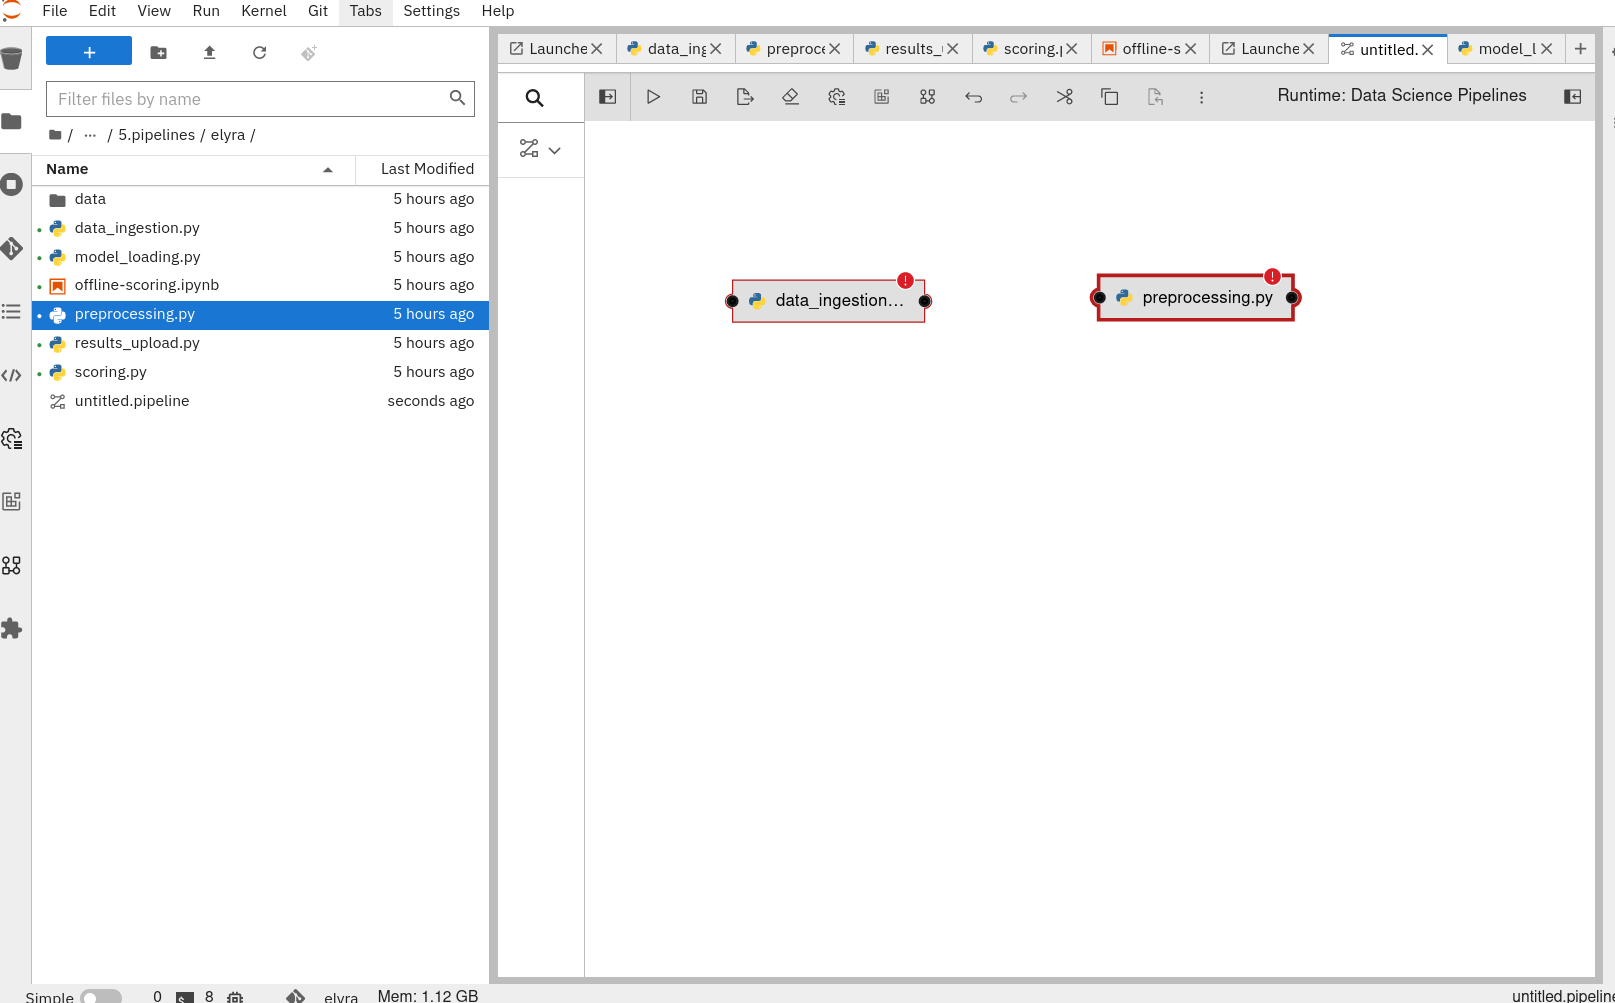 File Edit View Run Kernel Git Tabs Settings Help
+
Filter files by name
/ ... / 5.pipelines / elyra /
Name Last Modified
data 5 hours ago
data_ingestion.py 5 hours ago
model_loading.py 5 hours ago
offline-scoring.ipynb 5 hours ago
preprocessing.py 5 hours ago
results_upload.py 5 hours ago
scoring.py 5 hours ago
untitled.pipeline seconds ago
Launche data_ing preproce results_ scoring.p offline-s Launche untitled. model_l +
Runtime: Data Science Pipelines
data_ingestion...
preprocessing.py
Simple 0 8 elyra Mem: 1.12 GB untitled.pipeline